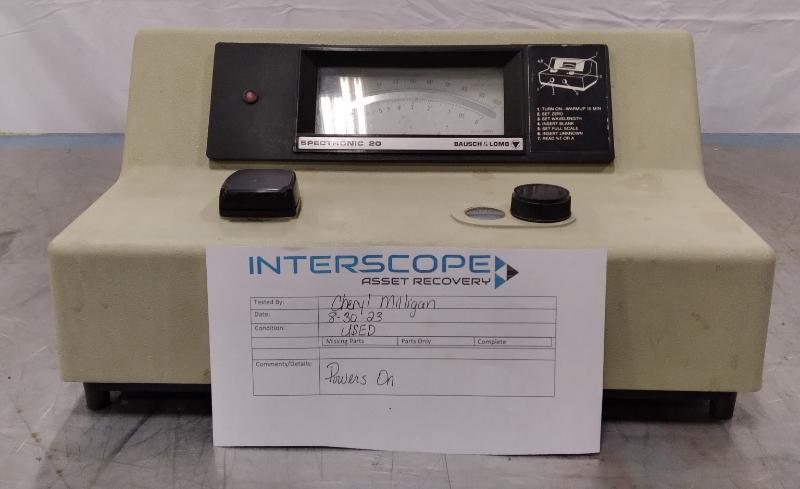 SPECTRONIC 20
BAUSCH & LOMB
1. TURN ON - WARMUP 15 MIN
2. SET ZERO
3. SET WAVELENGTH
4. INSERT BLANK
5. SET FULL SCALE
6. INSERT UNKNOWN
7. READ %T OR A
INTERSCOPE
ASSET RECOVERY
Tested By: Cheryl Milligan
Date: 8-30-23
Condition: USED
Missing Parts Parts Only Complete
Comments/Details: Powers On